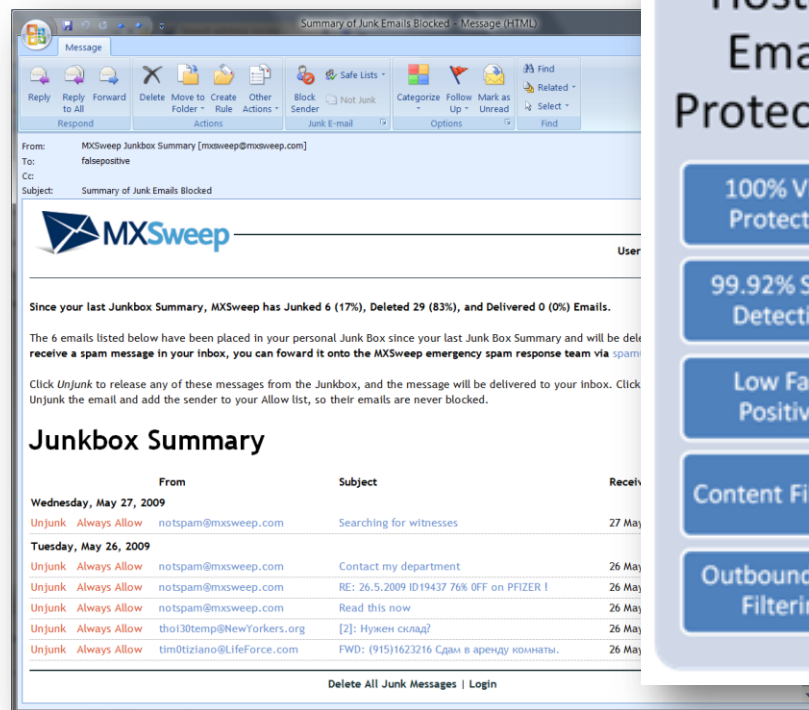 Summary of Junk Emails Blocked - Message (HTML)
Message
Reply Reply to All Forward
Delete Move to Folder Create Rule Other Actions
Block Sender Safe Lists Not Junk
Categorize Follow Up Mark as Unread
Find
Related
Select
Respond Actions Junk E-mail Options Find
From: MXSweep Junkbox Summary [mxsweep@mxsweep.com]
To: falsepositive
Cc:
Subject: Summary of Junk Emails Blocked
MXSweep
User
Since your last Junkbox Summary, MXSweep has Junked 6 (17%), Deleted 29 (83%), and Delivered 0 (0%) Emails.
The 6 emails listed below have been placed in your personal Junk Box since your last Junk Box Summary and will be
receive a spam message in your inbox, you can foward it onto the MXSweep emergency spam response team via
Click Unjunk to release any of these messages from the Junkbox, and the message will be delivered to your inbox. Click
Unjunk the email and add the sender to your Allow list, so their emails are never blocked.
Junkbox Summary
From Subject
Wednesday, May 27, 2009
Unjunk Always Allow notspam@mxsweep.com Searching for witnesses 27 May
Tuesday, May 26, 2009
Unjunk Always Allow notspam@mxsweep.com Contact my department 26 May
Unjunk Always Allow notspam@mxsweep.com RE: 26.5.2009 ID19437 76% 0FF on PFIZER ! 26 May
Unjunk Always Allow notspam@mxsweep.com Read this now 26 May
Unjunk Always Allow thoi30temp@NewYorkers.org [2]: Нужен склад? 26 May
Unjunk Always Allow tim0tiziano@LifeForce.com FWD: (915)1623216 Сдам в аренду комнаты. 26 May
Delete All Junk Messages | Login
100%
99.92%
Low
Content